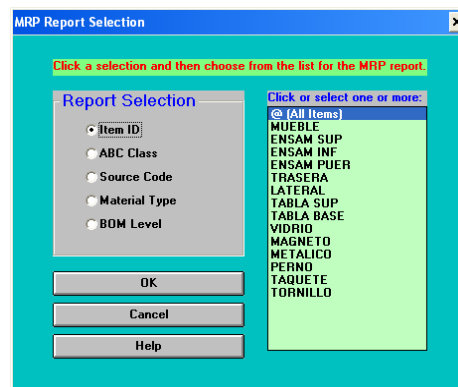 MRP Report Selection
Click a selection and then choose from the list for the MRP report.
Report Selection
Item ID
ABC Class
Source Code
Material Type
BOM Level
OK
Cancel
Help
Click or select one or more:
@ (All Items)
MUEBLE
ENSAM SUP
ENSAM INF
ENSAM PUER
TRASERA
LATERAL
TABLA SUP
TABLA BASE
VIDRIO
MAGNETO
METALICO
PERNO
TAQUETE
TORNILLO